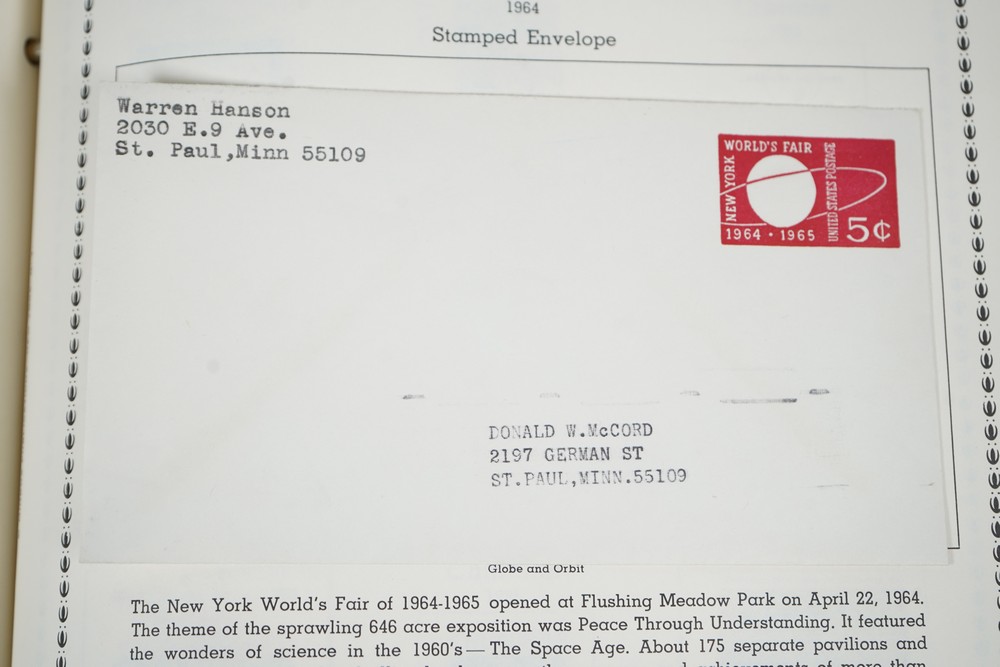 1964
Stamped Envelope
Warren Hanson
2030 E.9 Ave.
St. Paul,Minn 55109
WORLD'S FAIR
NEW YORK
UNITED STATES POSTAGE
1964 • 1965
5¢
DONALD W.McCORD
2197 GERMAN ST
ST.PAUL,MINN.55109
Globe and Orbit
The New York World's Fair of 1964-1965 opened at Flushing Meadow Park on April 22, 1964.
The theme of the sprawling 646 acre exposition was Peace Through Understanding. It featured
the wonders of science in the 1960's — The Space Age. About 175 separate pavilions and
achievements of more than